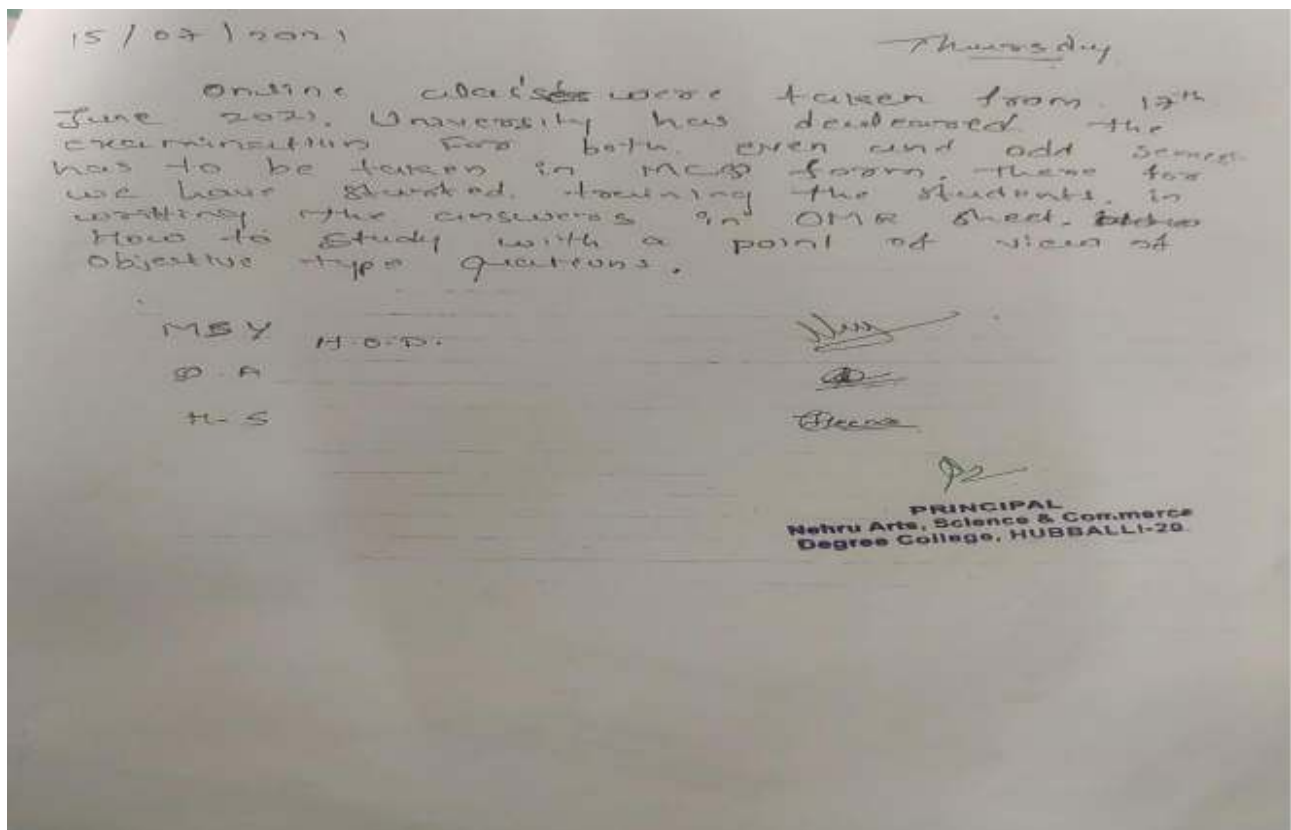 15/07/2021 Thursday
Online classes were taken from 17th
June 2021. University has declared the
examination For both even and odd semes
has to be taken in MCQ form. there for
we have started training the students in
writing the answers in OMR sheet.
How to study with a point of view of
Objective type
MSY H.O.D.
H-S
PRINCIPAL
Nehru Arts, Science & Commerce
Degree College, HUBBALLI-20.